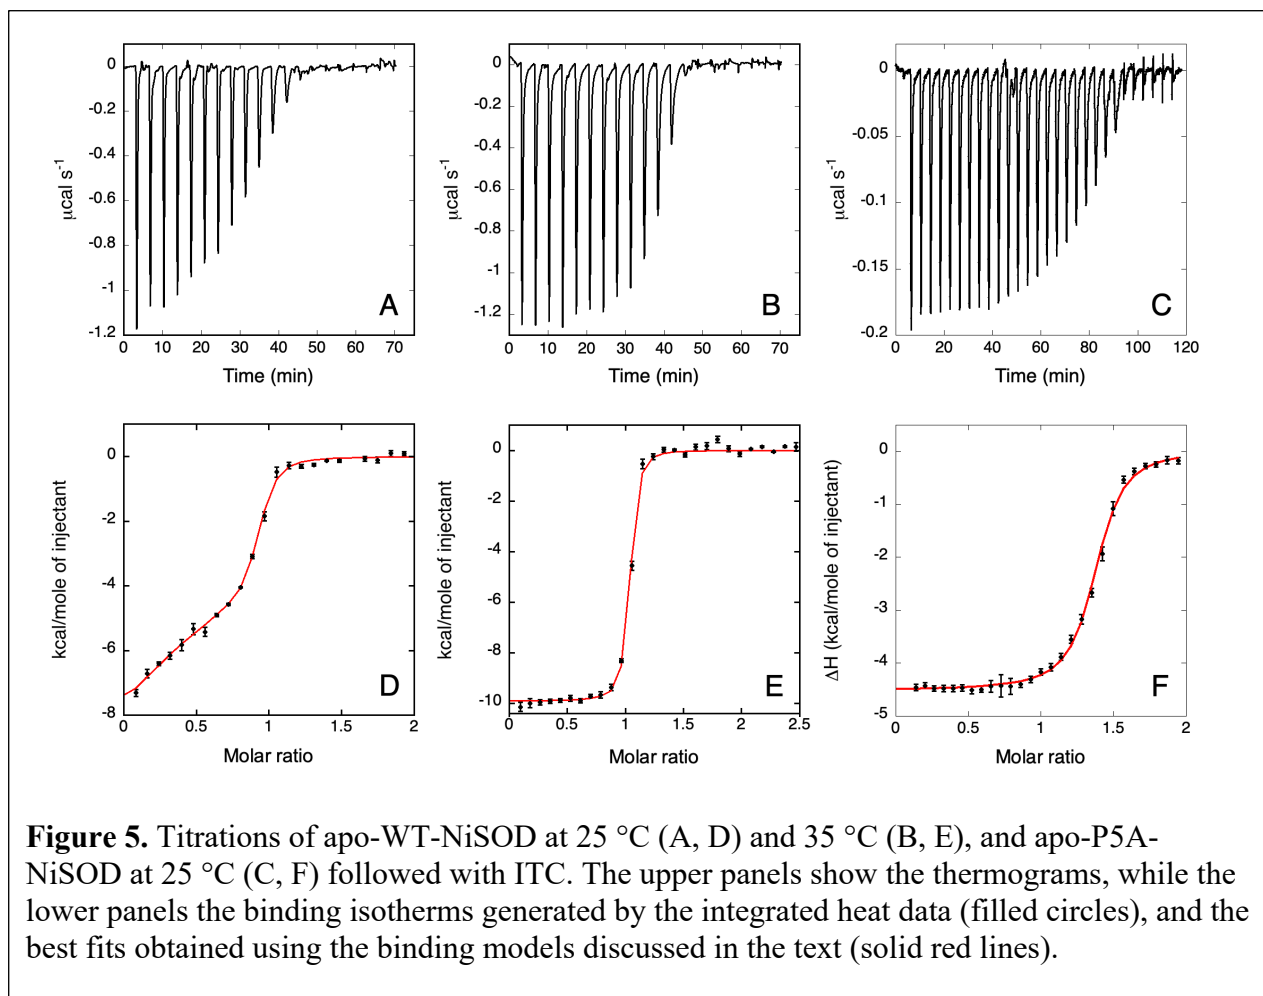 0
-0.2
-0.4
-0.6
-0.8
-1
-1.2
µcal s⁻¹
A
0 10 20 30 40 50 60 70
Time (min)
0
-0.2
-0.4
-0.6
-0.8
-1
-1.2
µcal s⁻¹
B
0 10 20 30 40 50 60 70
Time (min)
0
-0.05
-0.1
-0.15
-0.2
µcal s⁻¹
C
0 20 40 60 80 100 120
Time (min)
0
-2
-4
-6
-8
kcal/mole of injectant
D
0 0.5 1 1.5 2
Molar ratio
0
-2
-4
-6
-8
-10
kcal/mole of injectant
E
0 0.5 1 1.5 2 2.5
Molar ratio
0
-1
-2
-3
-4
-5
ΔH (kcal/mole of injectant)
F
0 0.5 1 1.5 2
Molar ratio
Figure 5. Titrations of apo-WT-NiSOD at 25 °C (A, D) and 35 °C (B, E), and apo-P5A-
NiSOD at 25 °C (C, F) followed with ITC. The upper panels show the thermograms, while the
lower panels the binding isotherms generated by the integrated heat data (filled circles), and the
best fits obtained using the binding models discussed in the text (solid red lines).